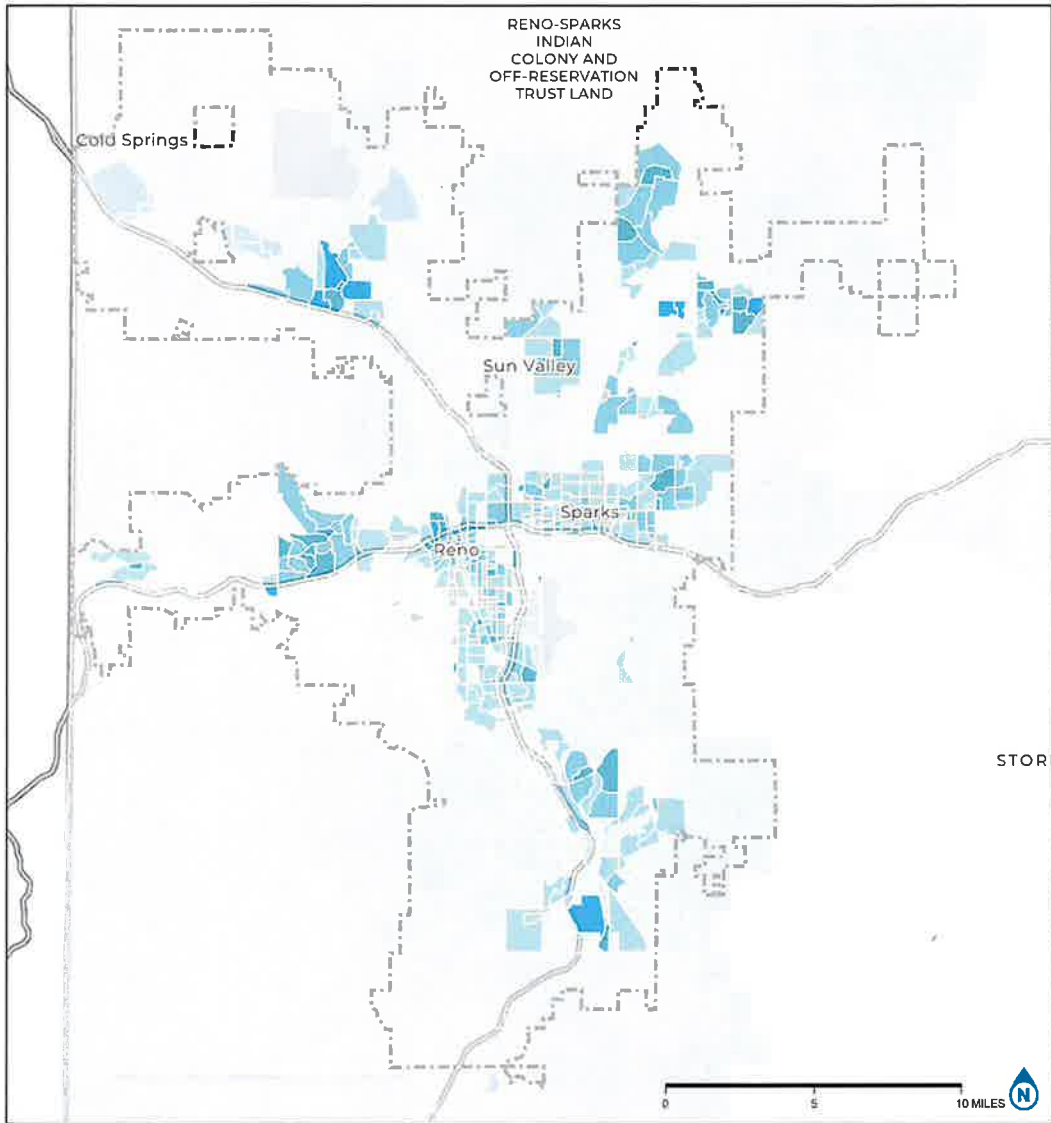 RENO-SPARKS
INDIAN
COLONY AND
OFF-RESERVATION
TRUST LAND
Cold Springs
Sun Valley
Sparks
Reno
STOR
0 5 10 MILES
N